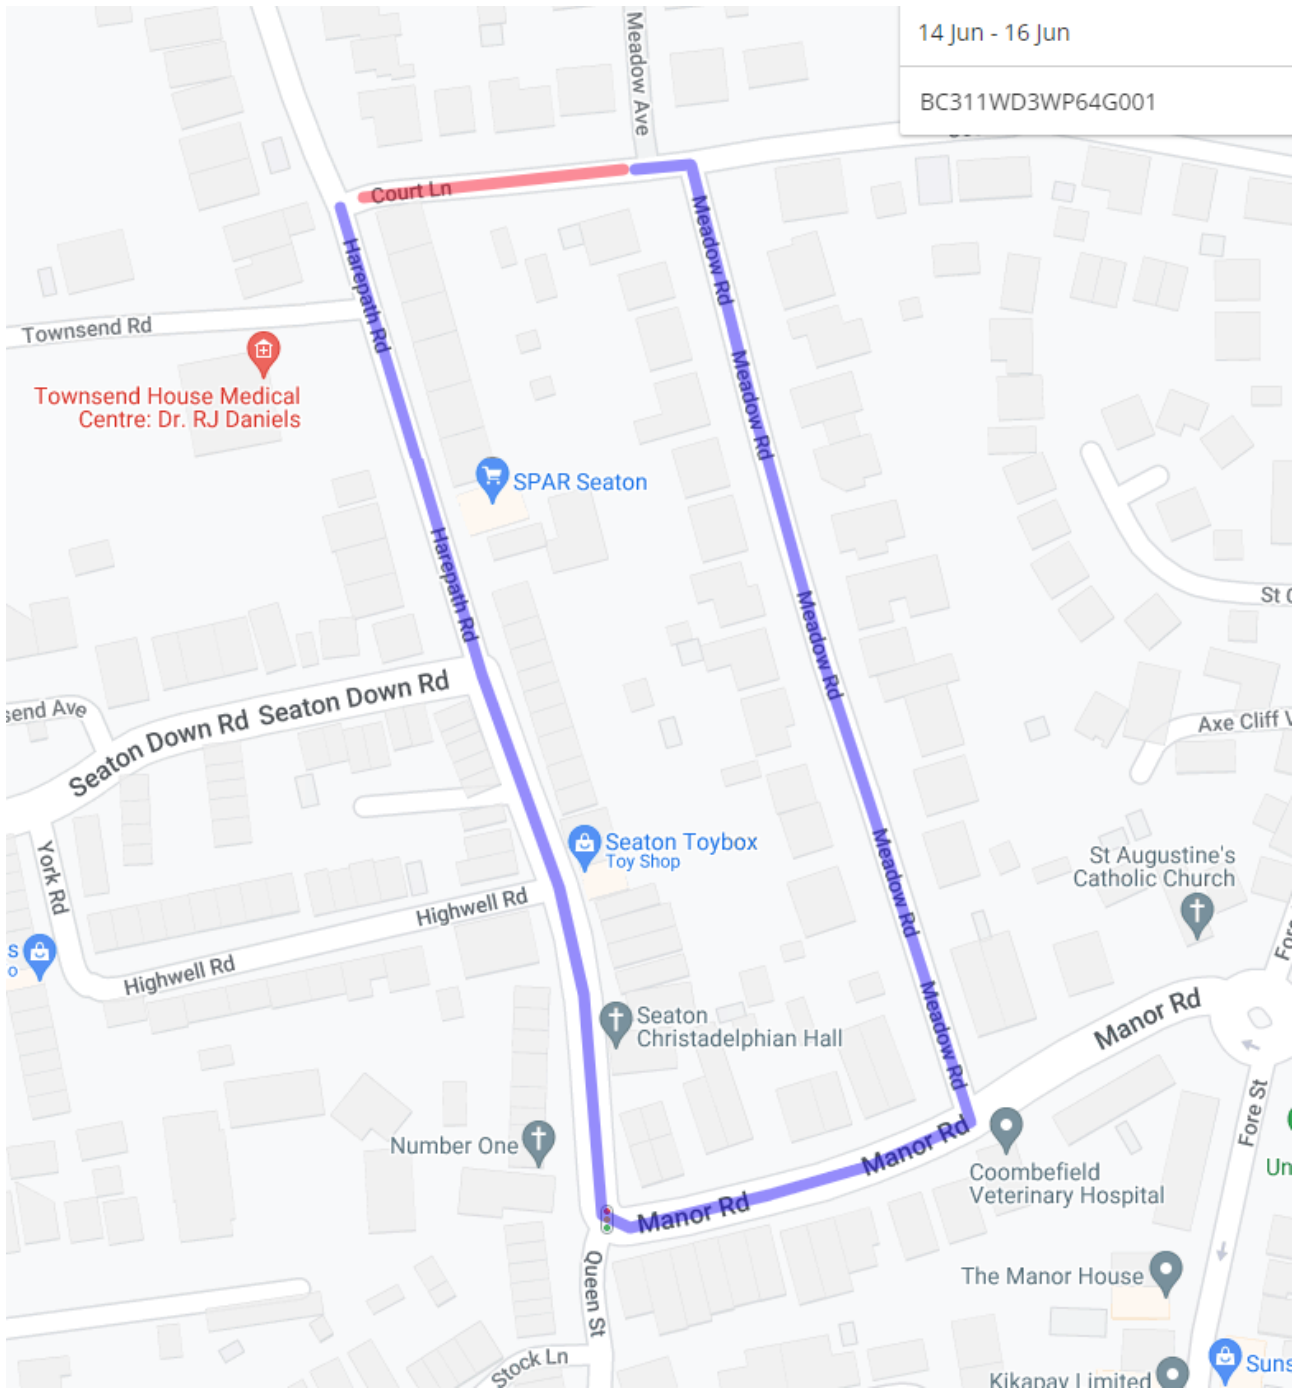 14 Jun - 16 Jun
BC311WD3WP64G001
Meadow Ave
Court Ln
Meadow Rd
Harepath Rd
Townsend Rd
Townsend House Medical
Centre: Dr. RJ Daniels
Meadow Rd
SPAR Seaton
Harepath Rd
Meadow Rd
Seaton Down Rd
Seaton Down Rd
Axe Cliff
Seaton Toybox
Toy Shop
York Rd
Meadow Rd
St Augustine's
Catholic Church
Highwell Rd
Highwell Rd
Meadow Rd
Manor Rd
Seaton
Christadelphian Hall
Number One
Manor Rd
Fore St
Coombefield
Veterinary Hospital
Manor Rd
Queen St
The Manor House
Stock Ln
Kikapay Limited